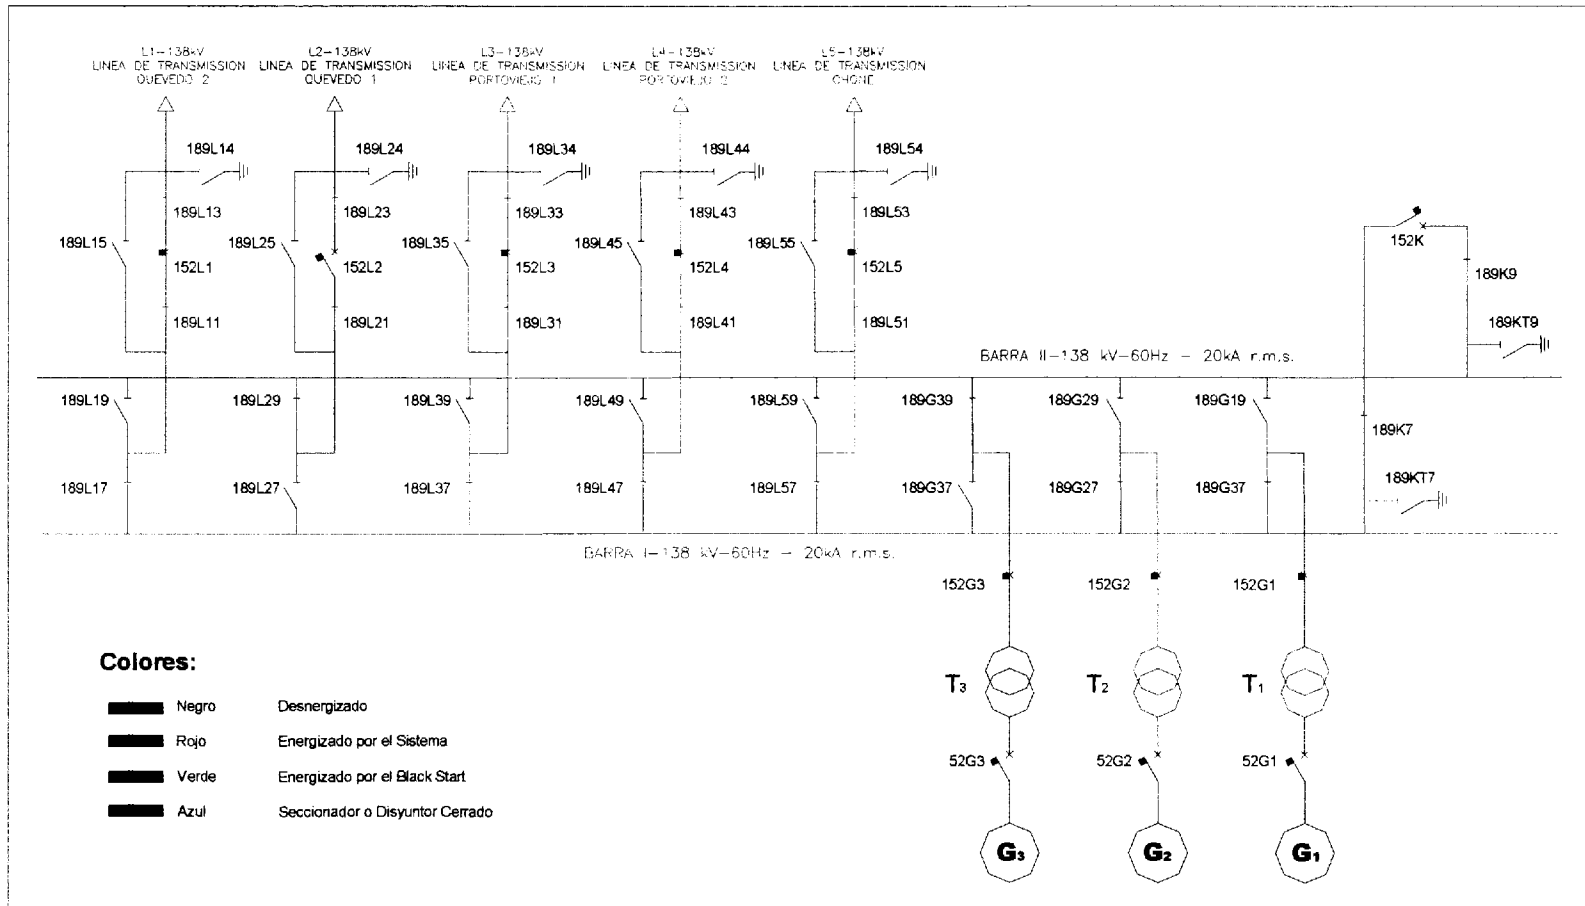 L1-138kV
LINEA DE TRANSMISSION
QUEVEDO 2
L2-138kV
LINEA DE TRANSMISSION
QUEVEDO 1
L3-138kV
LINEA DE TRANSMISSION
PORTOVIEJO 1
L4-138kV
LINEA DE TRANSMISSION
PORTOVIEJO 2
L5-138kV
LINEA DE TRANSMISSION
CHONE
189L14
189L24
189L34
189L44
189L54
189L13
189L23
189L33
189L43
189L53
189L15
189L25
189L35
189L45
189L55
152K
152L1
152L2
152L3
152L4
152L5
189K9
189L11
189L21
189L31
189L41
189L51
189KT9
BARRA II-138 kV-60Hz - 20kA r.m.s.
189L19
189L29
189L39
189L49
189L59
189G39
189G29
189G19
189K7
189L17
189L27
189L37
189L47
189L57
189G37
189G27
189G37
189KT7
BARRA I-138 kV-60Hz - 20kA r.m.s.
152G3
152G2
152G1
T3
T2
T1
52G3
52G2
52G1
G3
G2
G1
Colores:
Negro Desnergizado
Rojo Energizado por el Sistema
Verde Energizado por el Black Start
Azul Seccionador o Disyuntor Cerrado